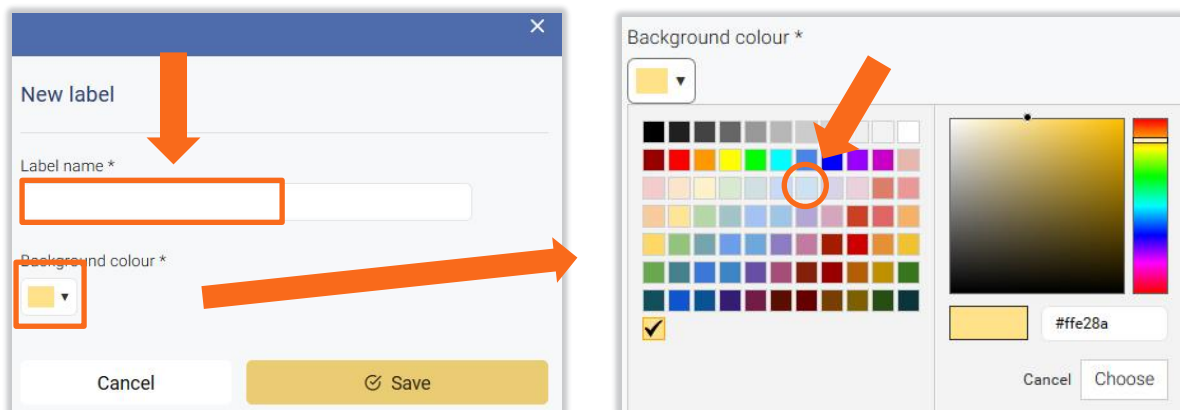 New label
Label name *
Background colour *
Cancel
Save
Background colour *
#ffe28a
Cancel
Choose